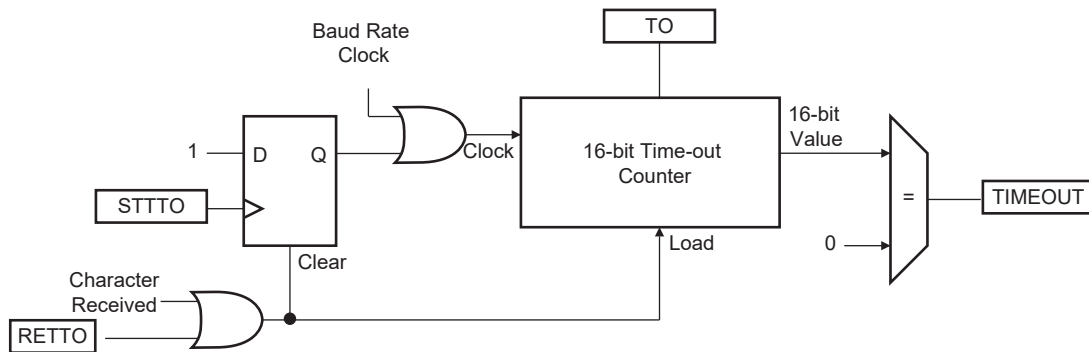 TO
Baud Rate
Clock
1
D
Q
Clock
16-bit Time-out
Counter
16-bit
Value
STTTO
=
TIMEOUT
Clear
Load
0
Character
Received
RETTO